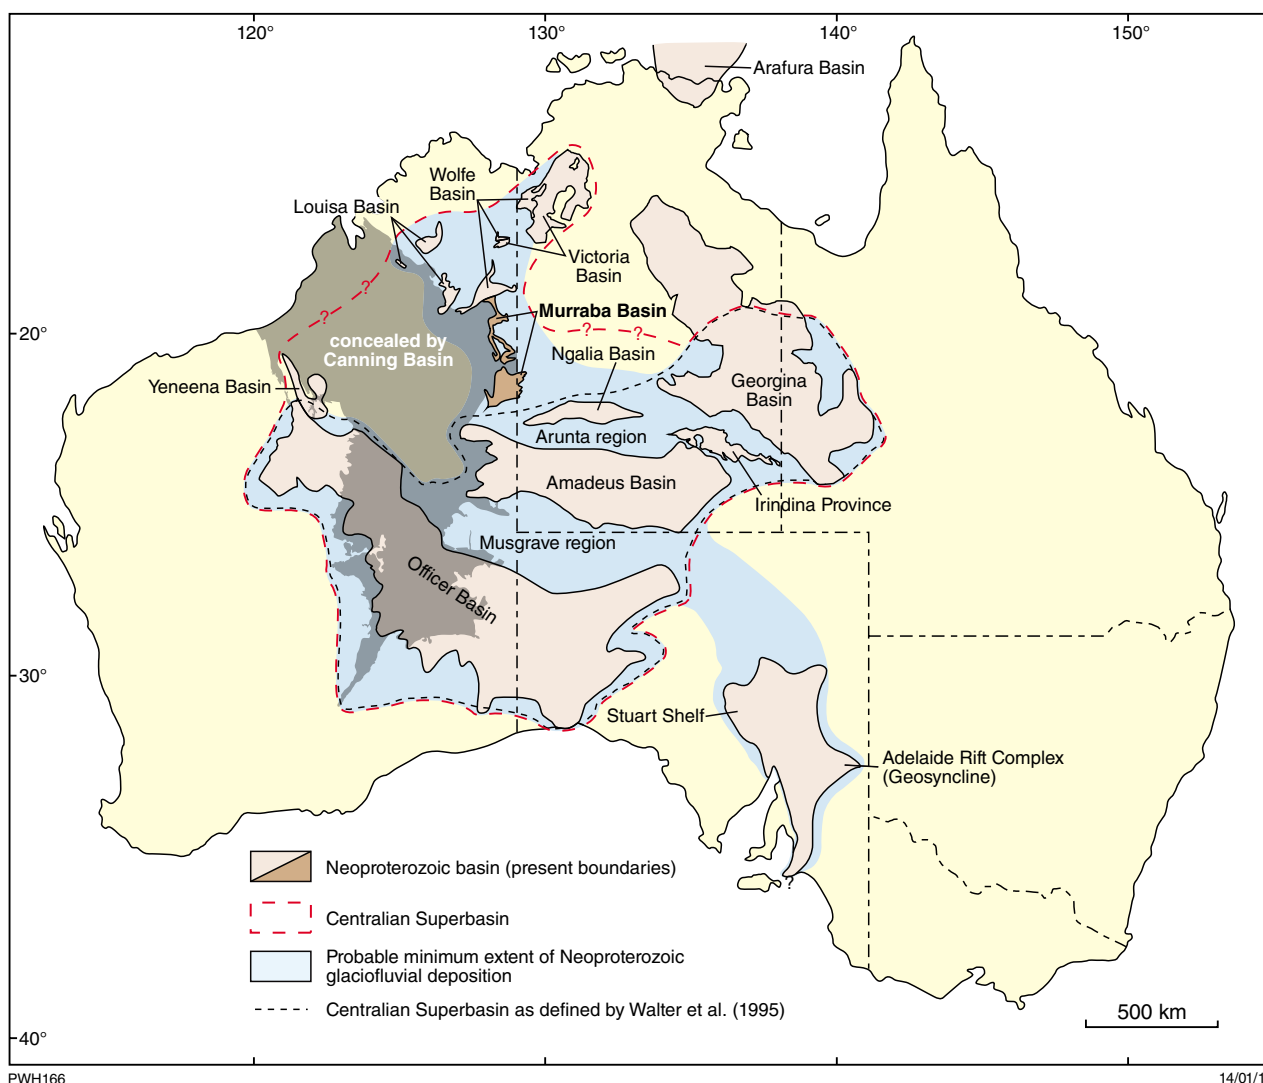 120°
130°
140°
150°
Arafura Basin
Wolfe
Basin
Louisa Basin
Victoria
Basin
?
?
Murraba Basin
20°
?
?
concealed by
Canning Basin
Ngalia Basin
Yeneena Basin
Georgina
Basin
Arunta region
Amadeus Basin
Irindina Province
Musgrave region
Officer Basin
30°
Stuart Shelf
Adelaide Rift Complex
(Geosyncline)
?
Neoproterozoic basin (present boundaries)
Centralian Superbasin
Probable minimum extent of Neoproterozoic
glaciofluvial deposition
Centralian Superbasin as defined by Walter et al. (1995)
500 km
40°
PWH166
14/01/1